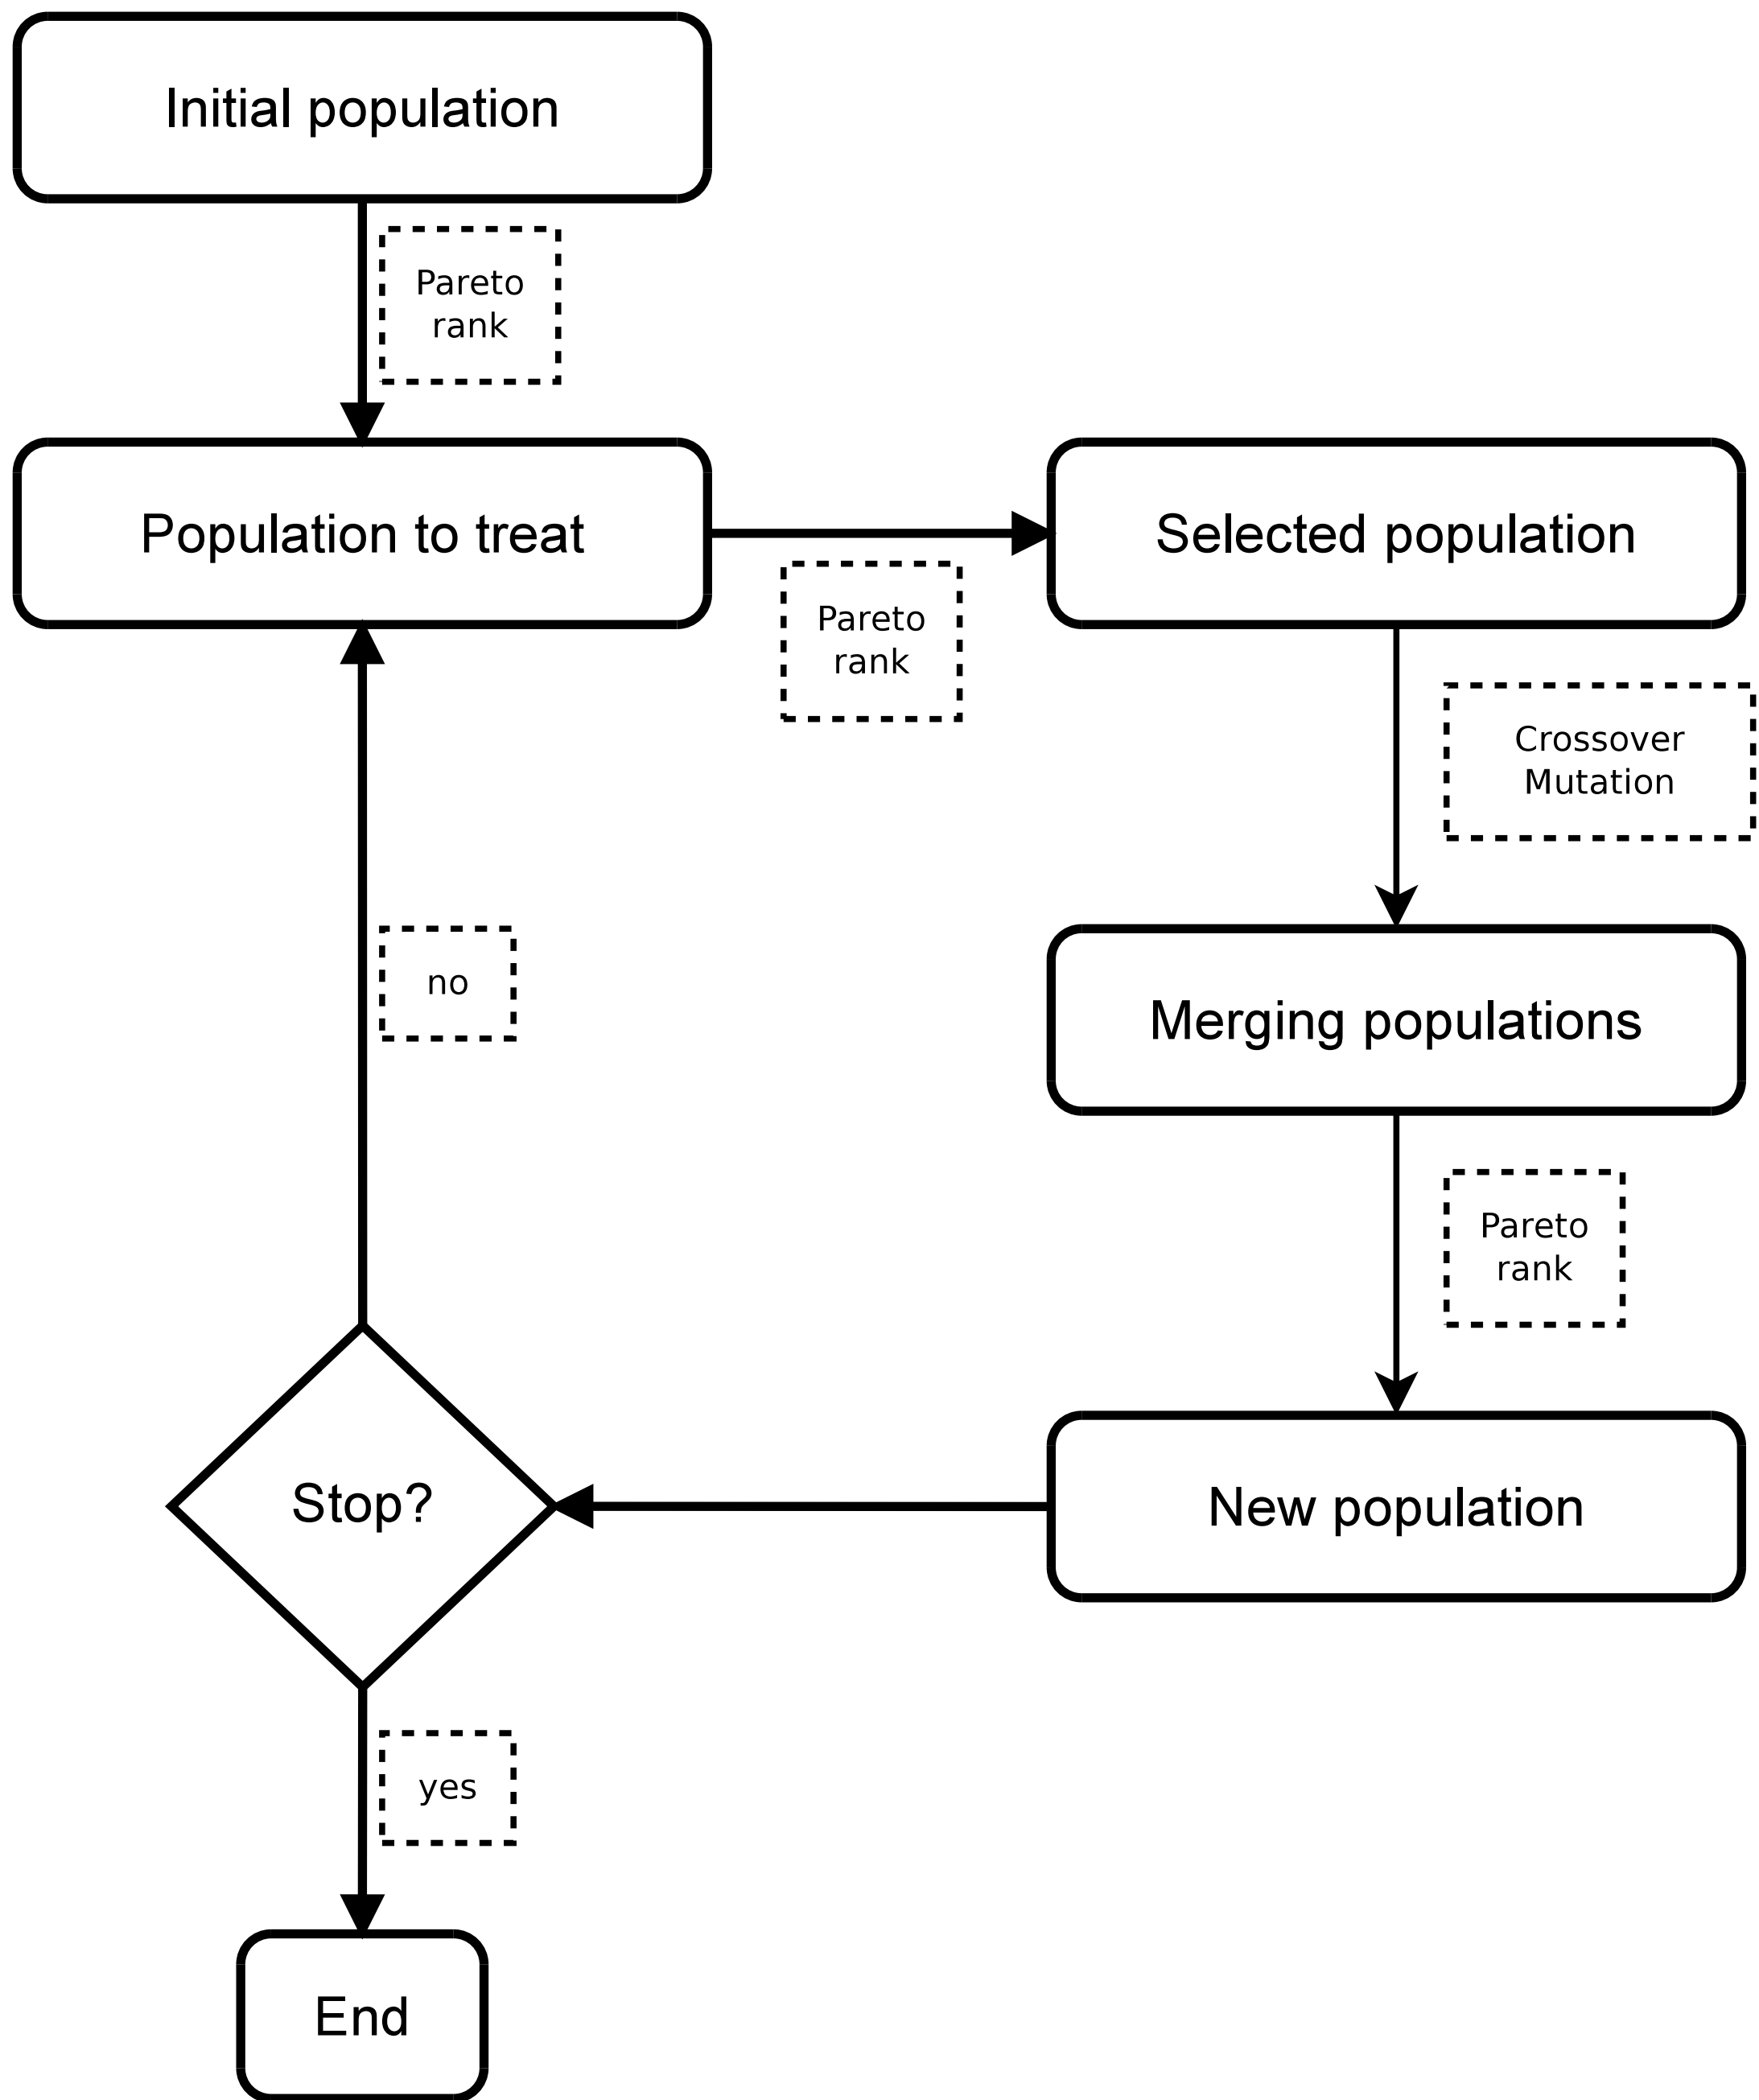 Initial population
Pareto
rank
Population to treat
Selected population
Pareto
rank
Crossover
Mutation
no
Merging populations
Pareto
rank
Stop?
New population
yes
End